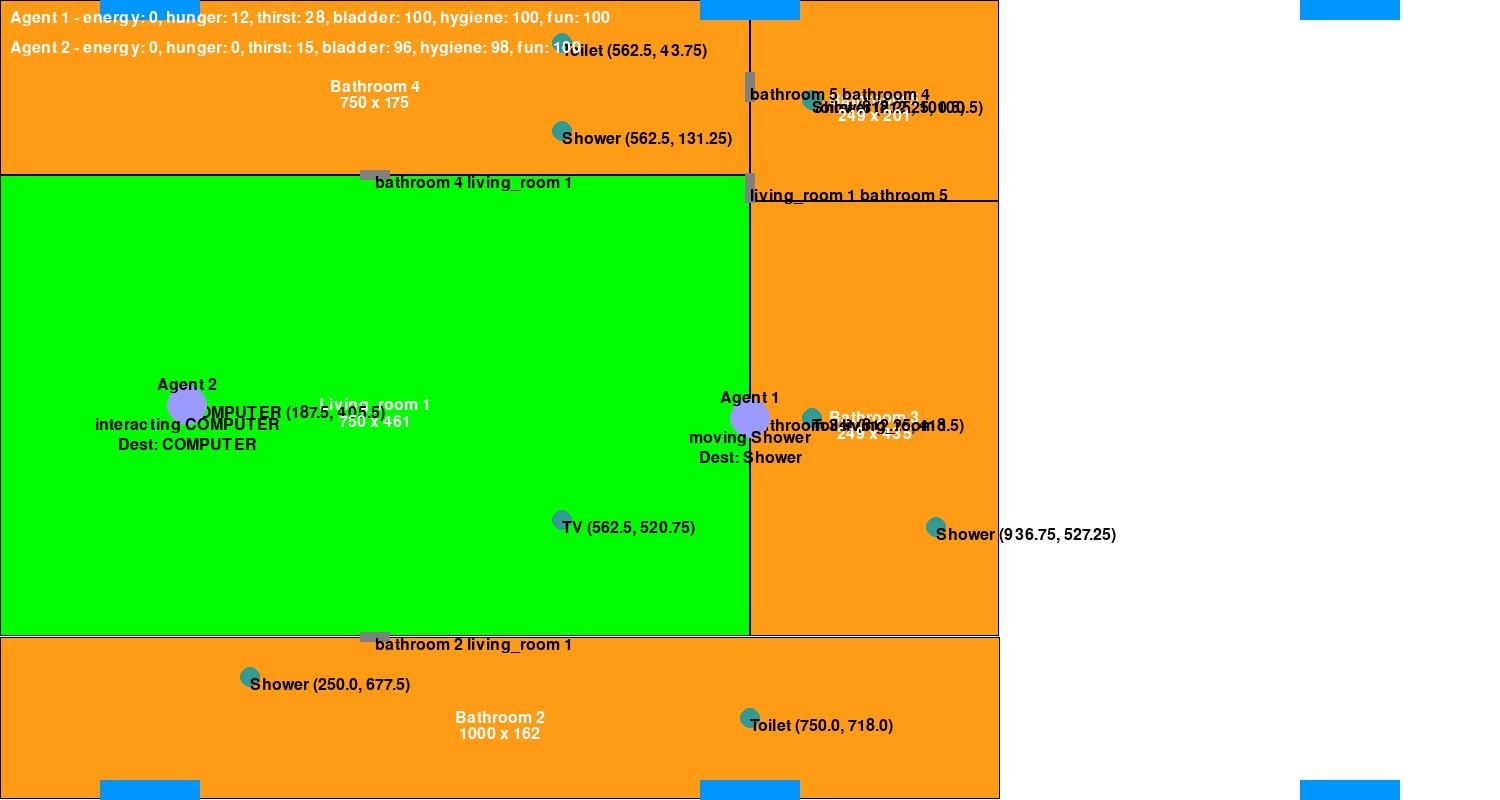 Agent 1 - energy: 0, hunger: 12, thirst: 28, bladder: 100, hygiene: 100, fun: 100
Agent 2 - energy: 0, hunger: 0, thirst: 15, bladder: 96, hygiene: 98, fun: 100
Toilet (562.5, 43.75)
Bathroom 4
750 x 175
bathroom 5 bathroom 4
249 x 201
Shower (562.5, 131.25)
bathroom 4 living_room 1
living_room 1 bathroom 5
Agent 2
Agent 1
COMPUTER (187.5, 405.5)
Living_room 1
750 x 461
interacting COMPUTER
Dest: COMPUTER
Bathroom 3
249 x 435
moving Shower
Dest: Shower
TV (562.5, 520.75)
Shower (936.75, 527.25)
bathroom 2 living_room 1
Shower (250.0, 677.5)
Bathroom 2
1000 x 162
Toilet (750.0, 718.0)